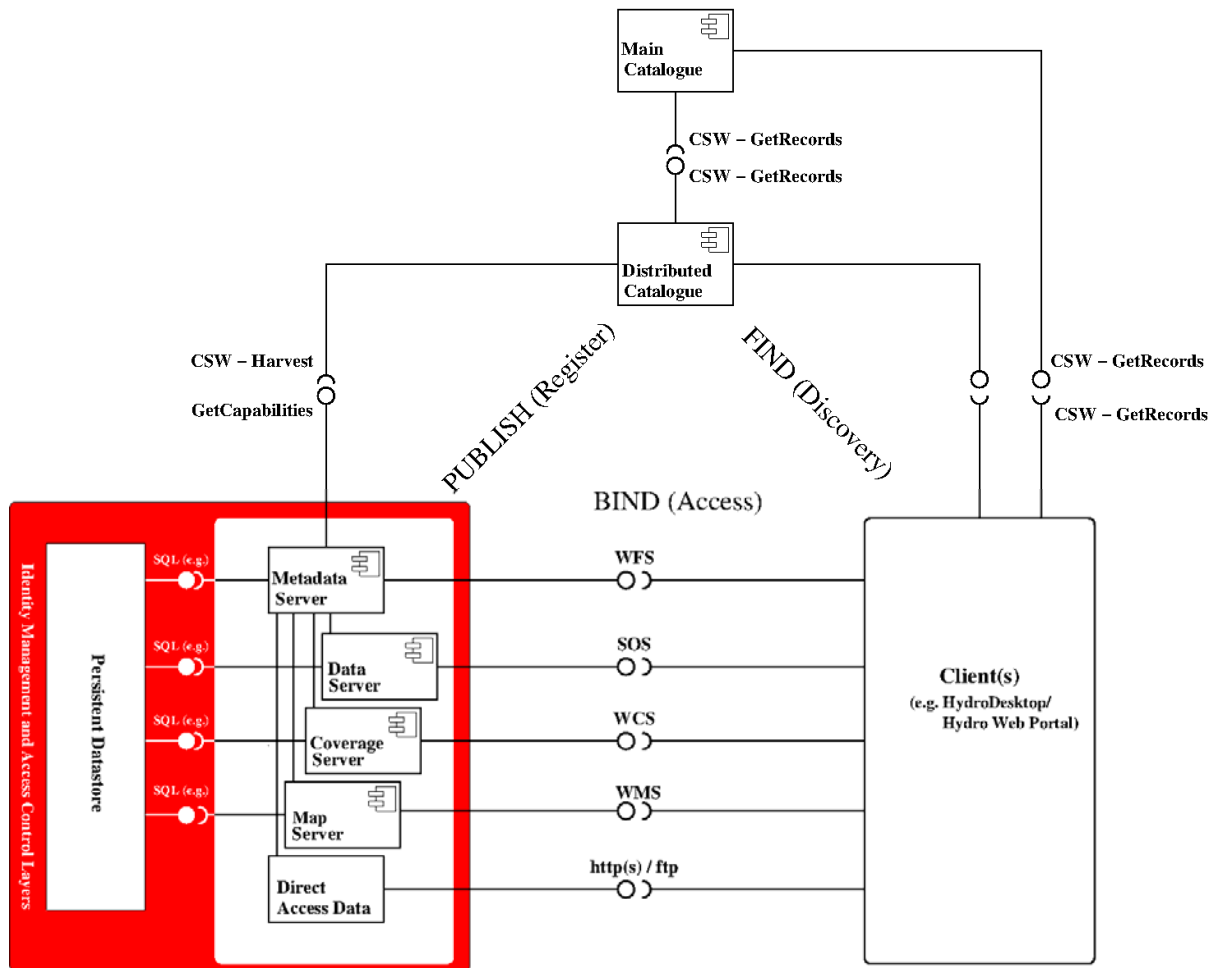 Main
Catalogue
CSW – GetRecords
CSW – GetRecords
Distributed
Catalogue
CSW – Harvest
GetCapabilities
PUBLISH (Register)
FIND (Discovery)
CSW – GetRecords
CSW – GetRecords
BIND (Access)
Identity Management and Access Control Layers
Persistent Datastore
SQL (e.g.)
Metadata
Server
WFS
SQL (e.g.)
Data
Server
SOS
SQL (e.g.)
Coverage
Server
WCS
SQL (e.g.)
Map
Server
WMS
Direct
Access Data
http(s) / ftp
Client(s)
(e.g. HydroDesktop/
Hydro Web Portal)